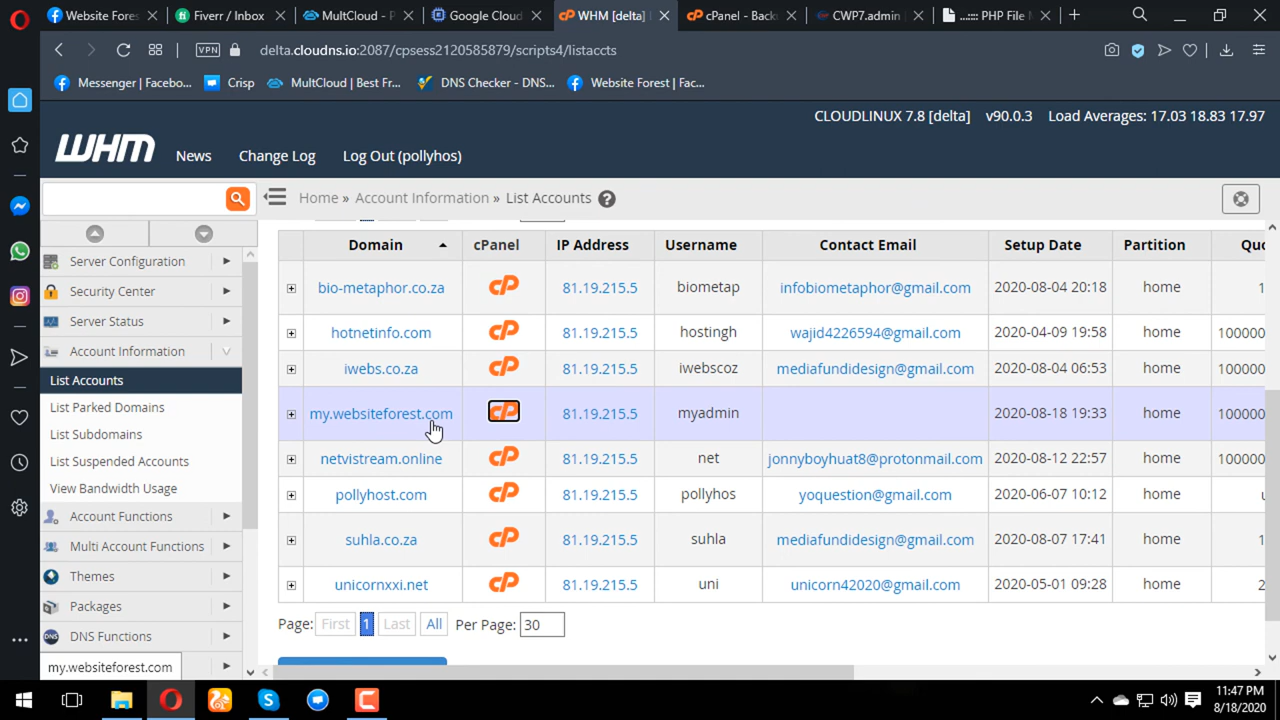 Website Fores
Fiverr / Inbox
MultCloud - P
Google Cloud
WHM [delta]
cPanel - Back
CWP7.admin
.....:: PHP File M
VPN
delta.cloudns.io:2087/cpsess2120585879/scripts4/listaccts
Messenger | Facebo...
Crisp
MultCloud | Best Fr...
DNS Checker - DNS...
Website Forest | Fac...
CLOUDLINUX 7.8 [delta] v90.0.3 Load Averages: 17.03 18.83 17.97
WHM
News
Change Log
Log Out (pollyhos)
Home » Account Information » List Accounts
Server Configuration
Security Center
Server Status
Account Information
List Accounts
List Parked Domains
List Subdomains
List Suspended Accounts
View Bandwidth Usage
Account Functions
Multi Account Functions
Themes
Packages
DNS Functions
my.websiteforest.com
Domain cPanel IP Address Username Contact Email Setup Date Partition Quo
bio-metaphor.co.za cP 81.19.215.5 biometap infobiometaphor@gmail.com 2020-08-04 20:18 home 1
hotnetinfo.com cP 81.19.215.5 hostingh wajid4226594@gmail.com 2020-04-09 19:58 home 100000
iwebs.co.za cP 81.19.215.5 iwebscoz mediafundidesign@gmail.com 2020-08-04 06:53 home 1
my.websiteforest.com cP 81.19.215.5 myadmin 2020-08-18 19:33 home 100000
netvistream.online cP 81.19.215.5 net jonnyboyhuat8@protonmail.com 2020-08-12 22:57 home 100000
pollyhost.com cP 81.19.215.5 pollyhos yoquestion@gmail.com 2020-06-07 10:12 home u
suhla.co.za cP 81.19.215.5 suhla mediafundidesign@gmail.com 2020-08-07 17:41 home 1
unicornxxi.net cP 81.19.215.5 uni unicorn42020@gmail.com 2020-05-01 09:28 home 2
Page: First 1 Last All Per Page: 30
11:47 PM
8/18/2020